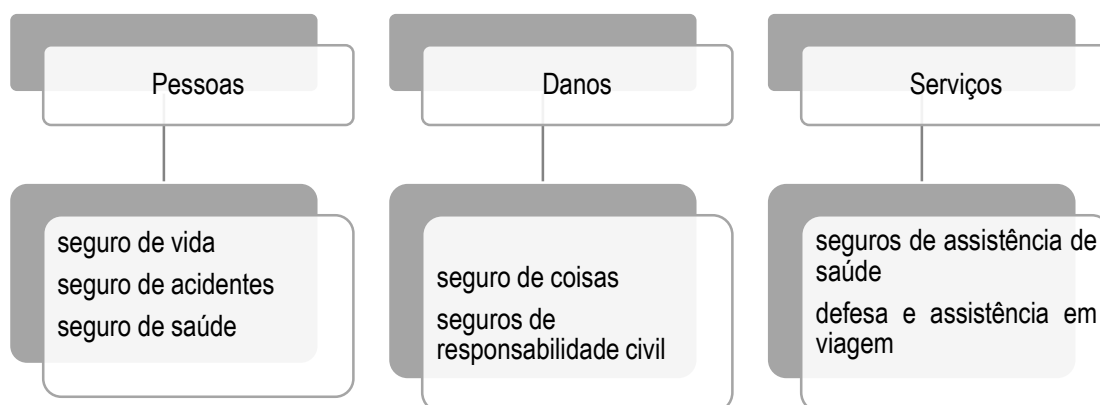 Pessoas
seguro de vida
seguro de acidentes
seguro de saúde
Danos
seguro de coisas
seguros de
responsabilidade civil
Serviços
seguros de assistência de
saúde
defesa e assistência em
viagem